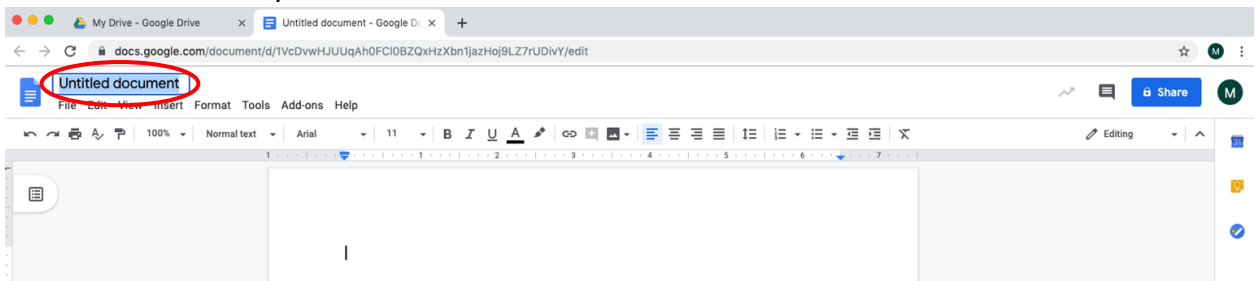 My Drive - Google Drive × Untitled document - Google Do × +
docs.google.com/document/d/1VcDvwHJUUqAh0FCl0BZQxHzXbn1jazHoj9LZ7rUDivY/edit M
Untitled document
File Edit View Insert Format Tools Add-ons Help Share M
100% Normal text Arial 11 B I U A Editing 31
1 1 2 3 4 5 6 7